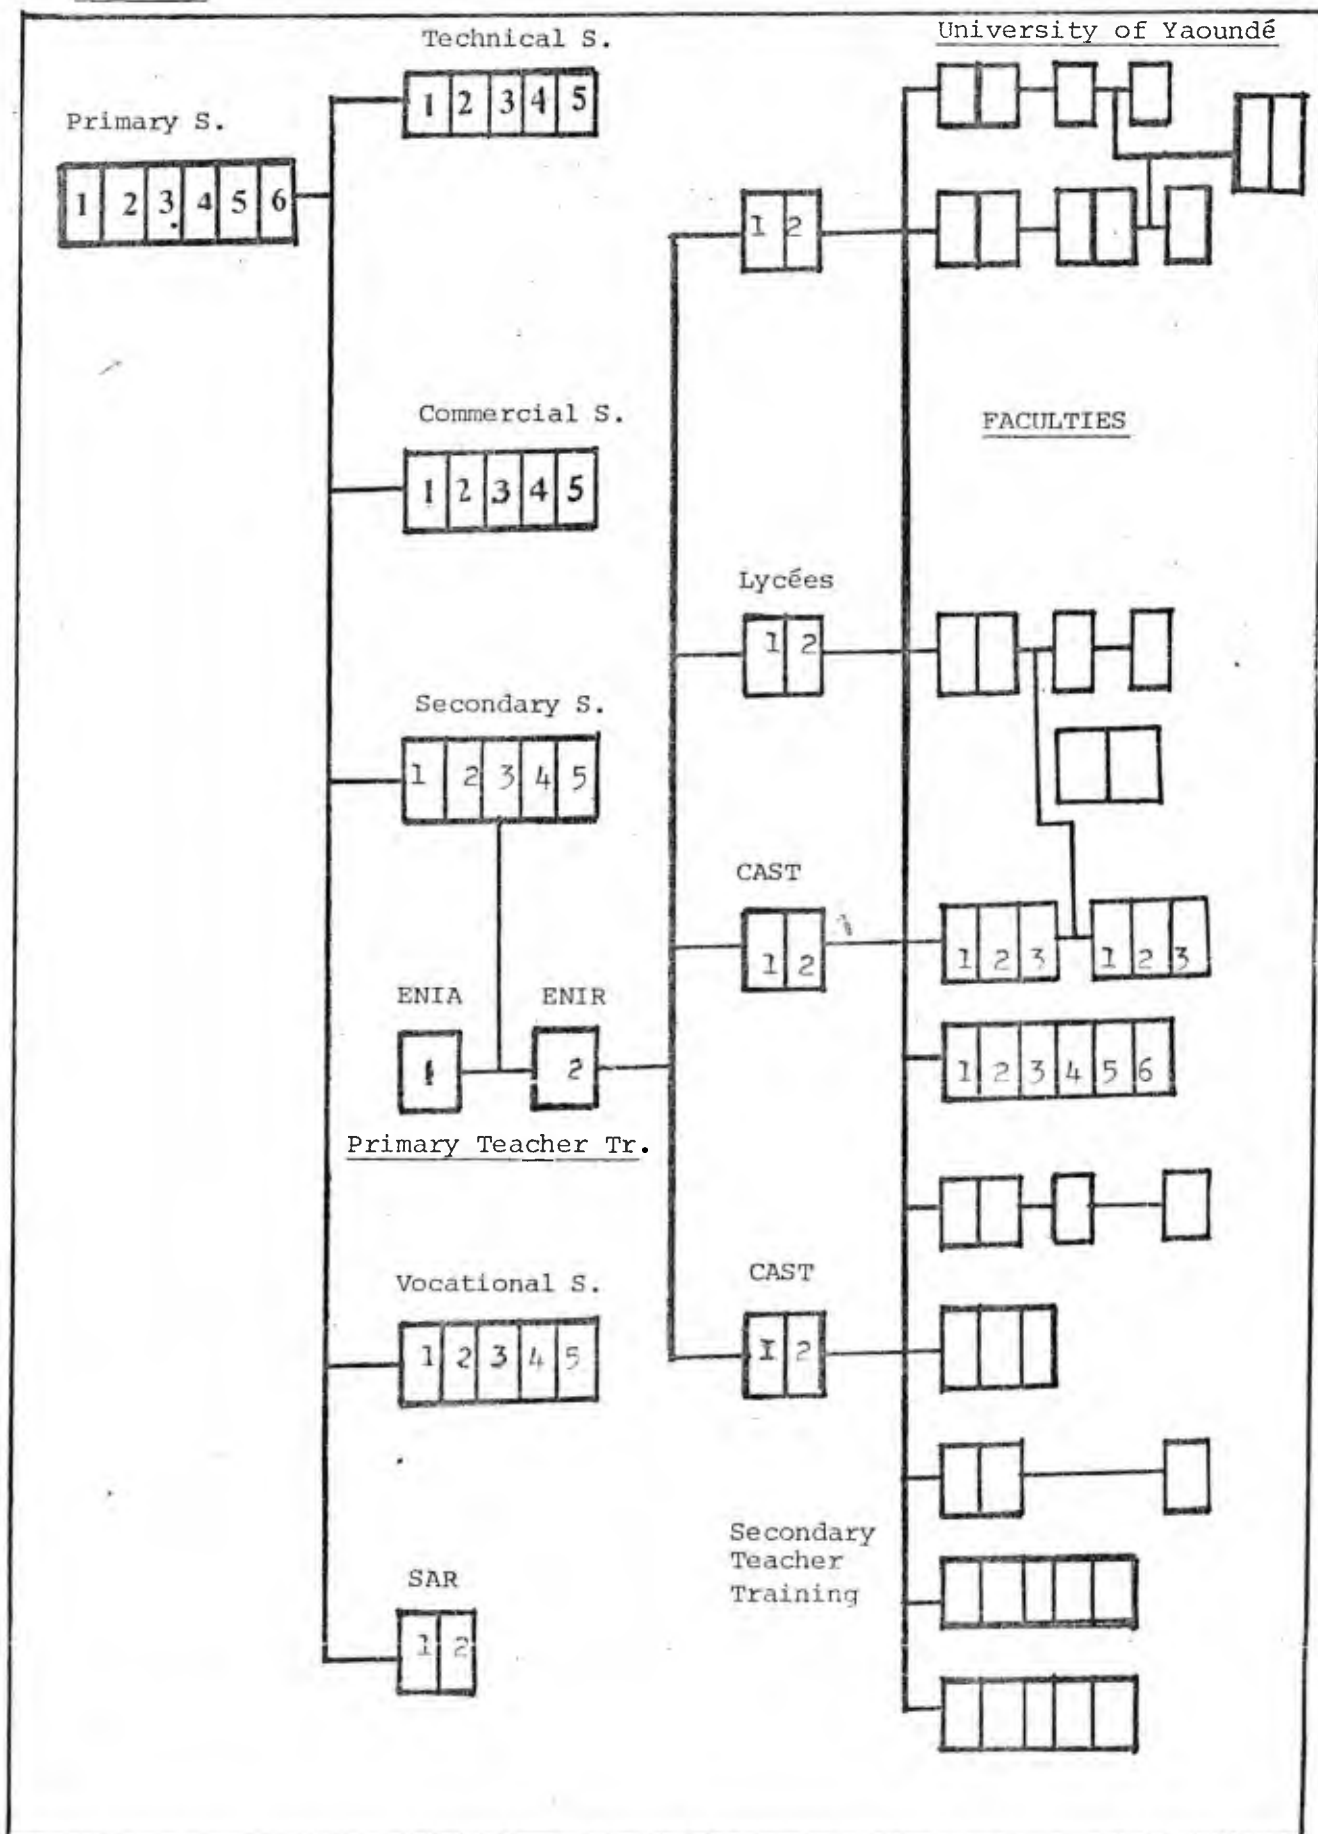 Technical S.
1 2 3 4 5
Primary S.
1 2 3. 4 5 6
Commercial S.
1 2 3 4 5
Secondary S.
1 2 3 4 5
ENIA ENIR
1 2
Primary Teacher Tr.
Vocational S.
1 2 3 4 5
SAR
1 2
1 2
Lycées
1 2
CAST
1 2
CAST
I 2
Secondary
Teacher
Training
University of Yaoundé
FACULTIES
1 2 3 1 2 3
1 2 3 4 5 6